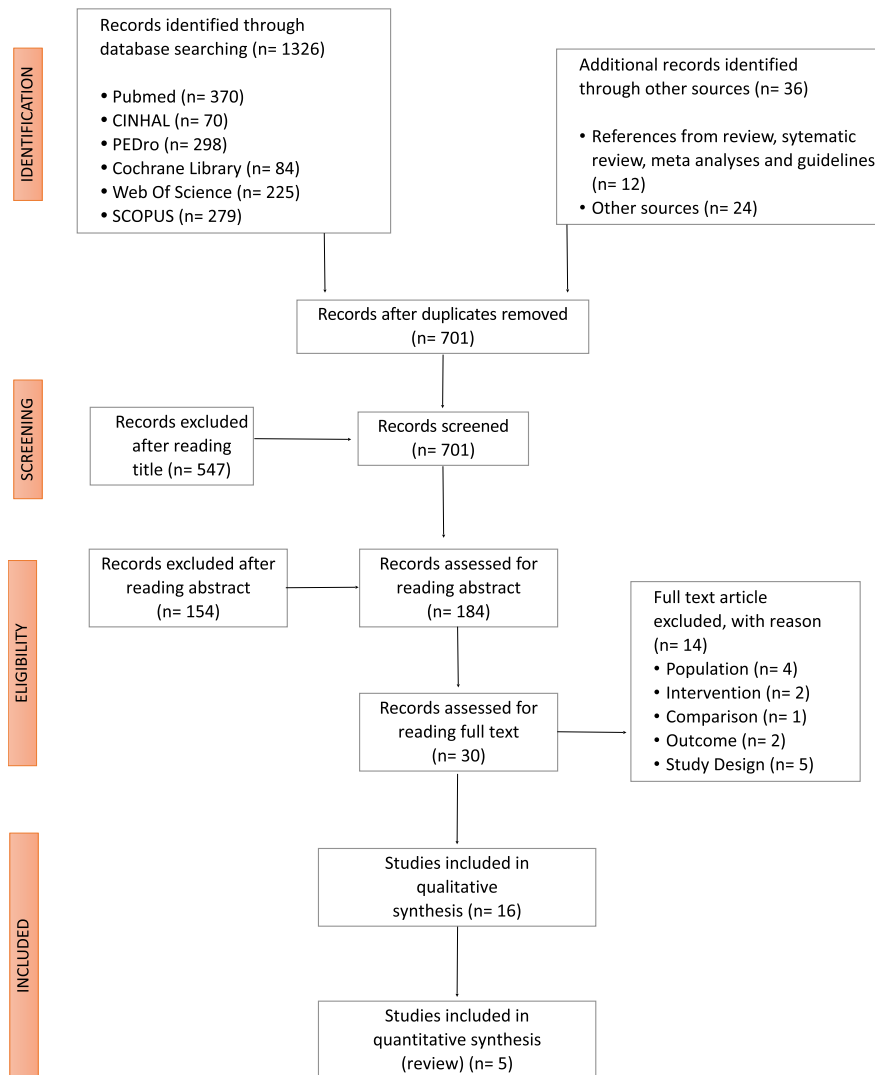 IDENTIFICATION
Records identified through
database searching (n= 1326)
• Pubmed (n= 370)
• CINHAL (n= 70)
• PEDro (n= 298)
• Cochrane Library (n= 84)
• Web Of Science (n= 225)
• SCOPUS (n= 279)
Additional records identified
through other sources (n= 36)
• References from review, sytematic
review, meta analyses and guidelines
(n= 12)
• Other sources (n= 24)
Records after duplicates removed
(n= 701)
SCREENING
Records excluded
after reading
title (n= 547)
Records screened
(n= 701)
ELIGIBILITY
Records excluded after
reading abstract
(n= 154)
Records assessed for
reading abstract
(n= 184)
Full text article
excluded, with reason
(n= 14)
• Population (n= 4)
• Intervention (n= 2)
• Comparison (n= 1)
• Outcome (n= 2)
• Study Design (n= 5)
Records assessed for
reading full text
(n= 30)
INCLUDED
Studies included in
qualitative
synthesis (n= 16)
Studies included in
quantitative synthesis
(review) (n= 5)